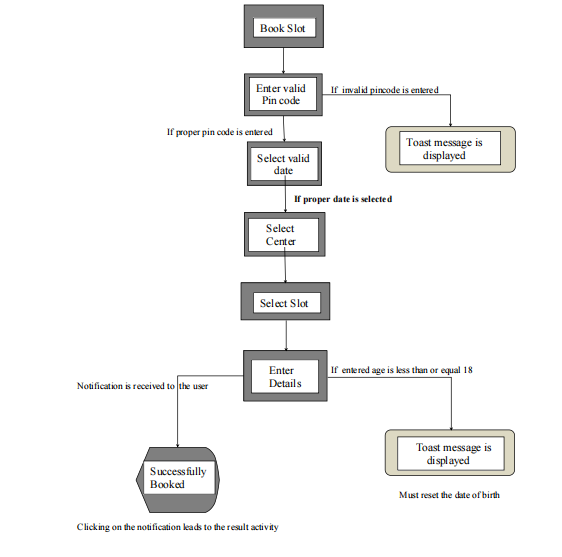 Book Slot
Enter valid
Pin code
If invalid pincode is entered
If proper pin code is entered
Toast message is
displayed
Select valid
date
If proper date is selected
Select
Center
Select Slot
Enter
Details
If entered age is less than or equal 18
Notification is received to the user
Successfully
Booked
Toast message is
displayed
Must reset the date of birth
Clicking on the notification leads to the result activity